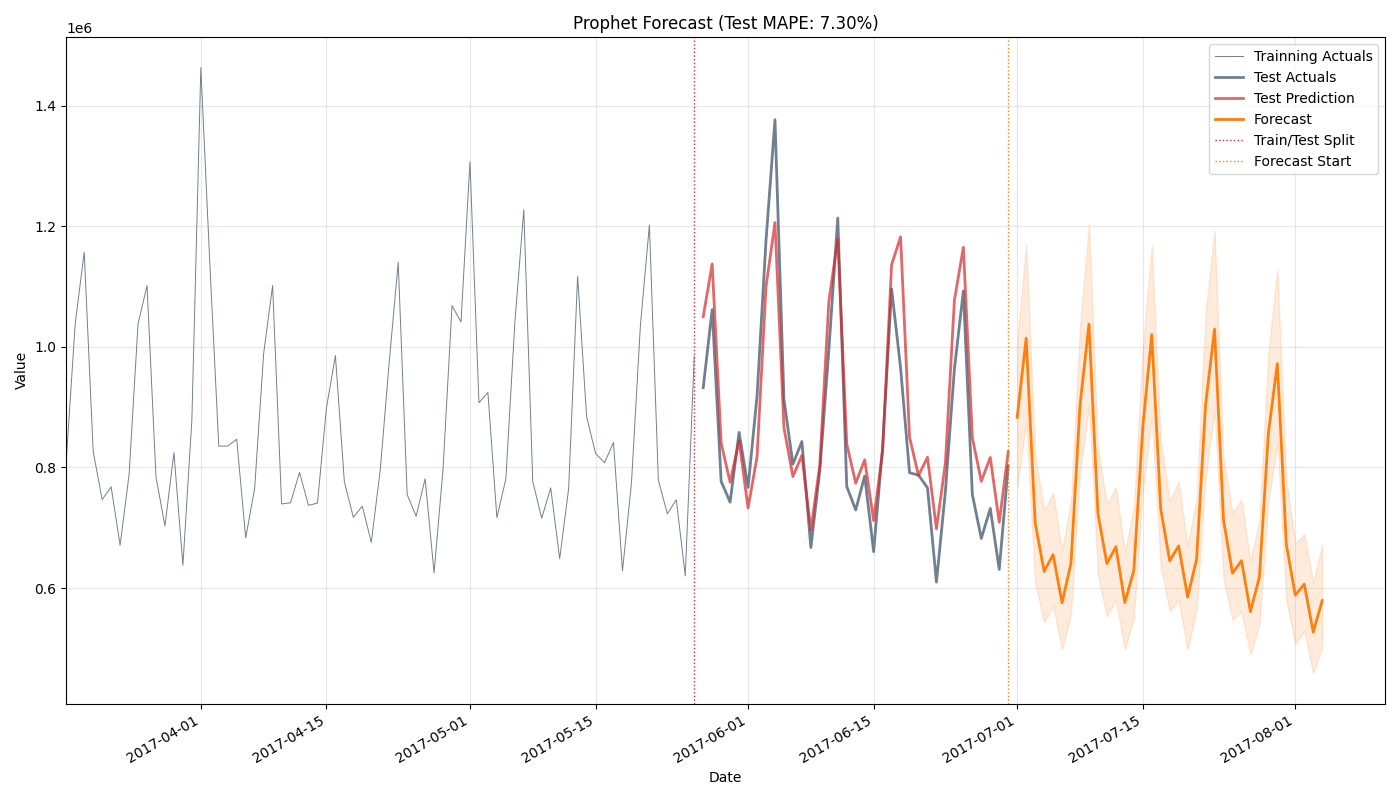 Prophet Forecast (Test MAPE: 7.30%)
1e6
Trainning Actuals
Test Actuals
Test Prediction
Forecast
Train/Test Split
Forecast Start
1.4
1.2
1.0
0.8
0.6
Value
2017-04-01
2017-04-15
2017-05-01
2017-05-15
2017-06-01
2017-06-15
2017-07-01
2017-07-15
2017-08-01
Date